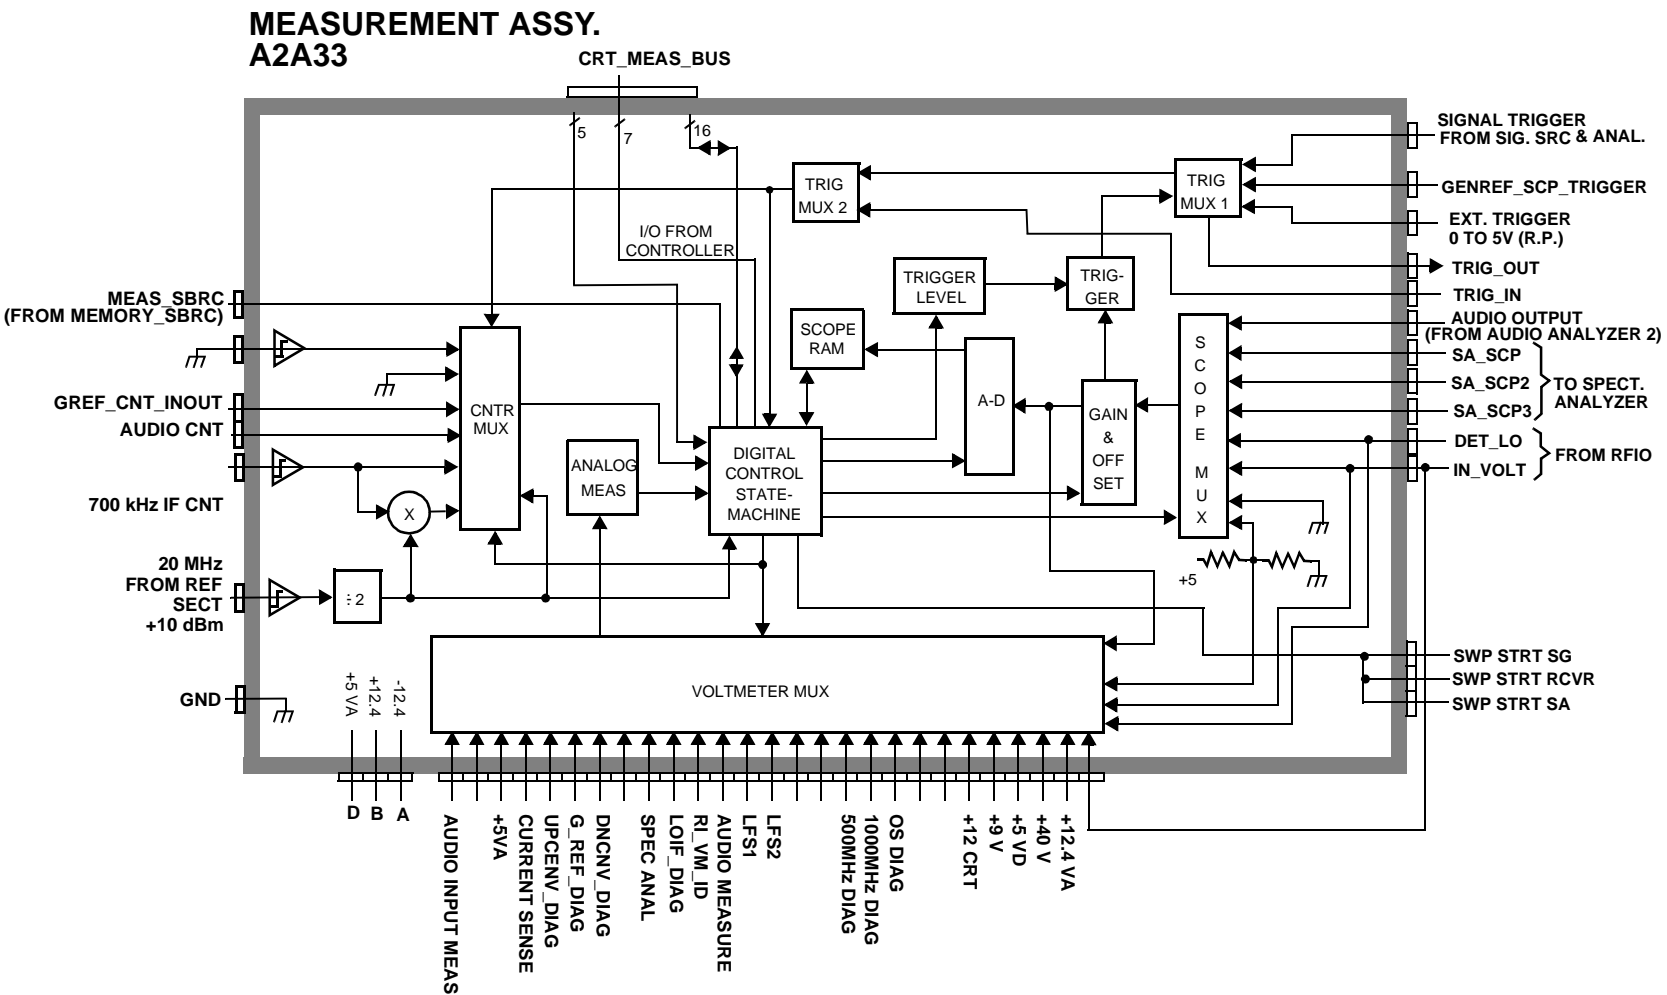 MEASUREMENT ASSY.
A2A33
CRT_MEAS_BUS
5
7
16
SIGNAL TRIGGER
FROM SIG. SRC & ANAL.
GENREF_SCP_TRIGGER
EXT. TRIGGER
0 TO 5V (R.P.)
TRIG_OUT
TRIG_IN
AUDIO OUTPUT
(FROM AUDIO ANALYZER 2)
SA_SCP
SA_SCP2
SA_SCP3
TO SPECT.
ANALYZER
DET_LO
IN_VOLT
FROM RFIO
SWP STRT SG
SWP STRT RCVR
SWP STRT SA
TRIG
MUX 2
TRIG
MUX 1
I/O FROM
CONTROLLER
TRIGGER
LEVEL
TRIG-
GER
SCOPE
RAM
A-D
GAIN
&
OFF
SET
S
C
O
P
E
M
U
X
+5
CNTR
MUX
ANALOG
MEAS
DIGITAL
CONTROL
STATE-
MACHINE
X
÷ 2
VOLTMETER MUX
MEAS_SBRC
(FROM MEMORY_SBRC)
GREF_CNT_INOUT
AUDIO CNT
700 kHz IF CNT
20 MHz
FROM REF
SECT
+10 dBm
GND
+5 VA
+12.4
-12.4
D
B
A
AUDIO INPUT MEAS
+5VA
CURRENT SENSE
UPCENV_DIAG
G_REF_DIAG
DNCNV_DIAG
SPEC ANAL
LOIF_DIAG
RI_VM_ID
AUDIO MEASURE
LFS1
LFS2
500MHz DIAG
1000MHz DIAG
OS DIAG
+12 CRT
+9 V
+5 VD
+40 V
+12.4 VA